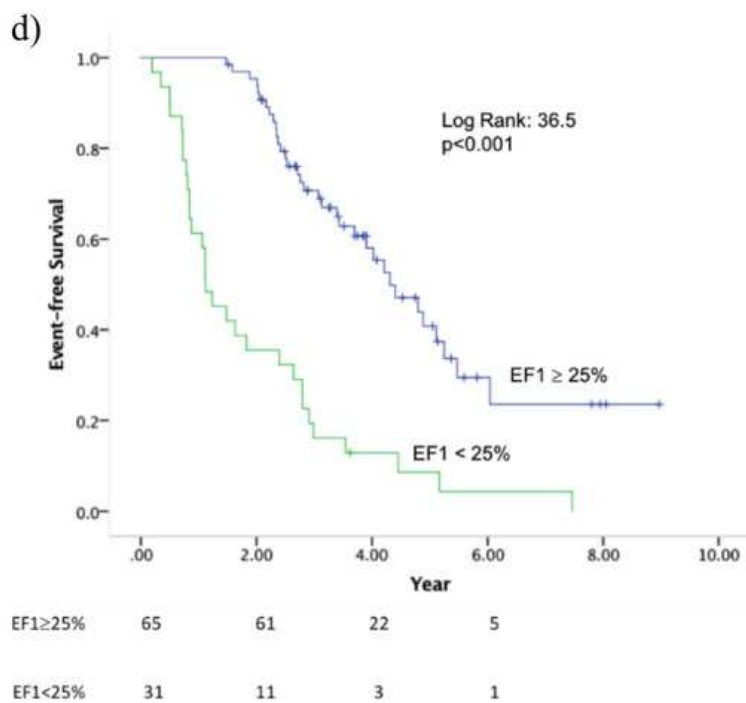 d)
1.0
0.8
0.6
0.4
0.2
0.0
Event-free Survival
Log Rank: 36.5
p<0.001
EF1 ≥ 25%
EF1 < 25%
.00 2.00 4.00 6.00 8.00 10.00
Year
EF1≥25% 65 61 22 5
EF1<25% 31 11 3 1